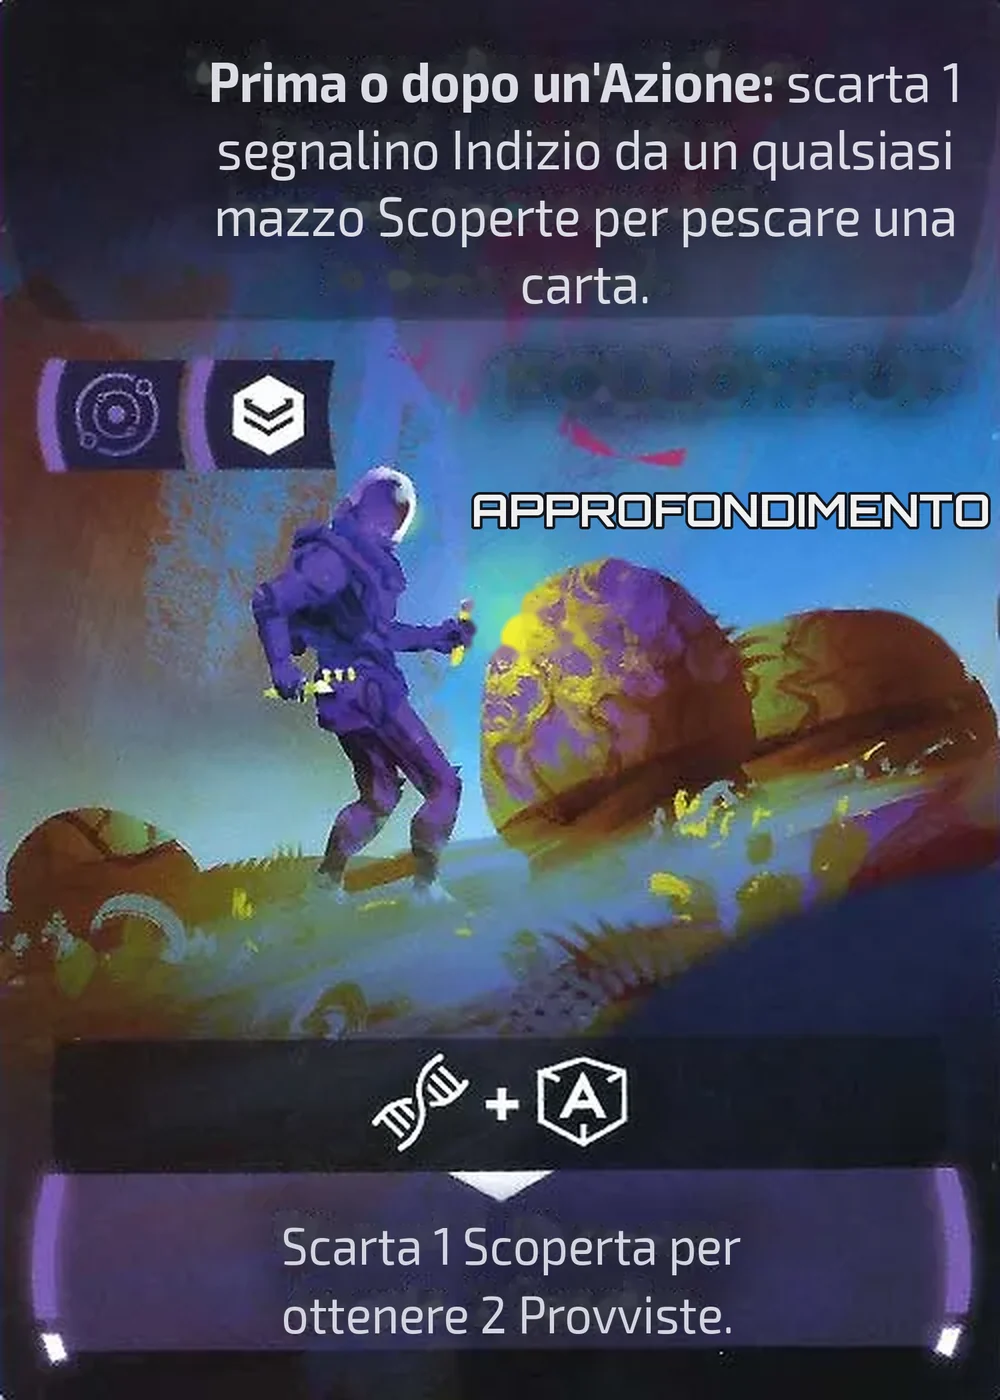 Prima o dopo un'Azione: scarta 1
segnalino Indizio da un qualsiasi
mazzo Scoperte per pescare una
carta.
APPROFONDIMENTO
+ A
Scarta 1 Scoperta per
ottenere 2 Provviste.